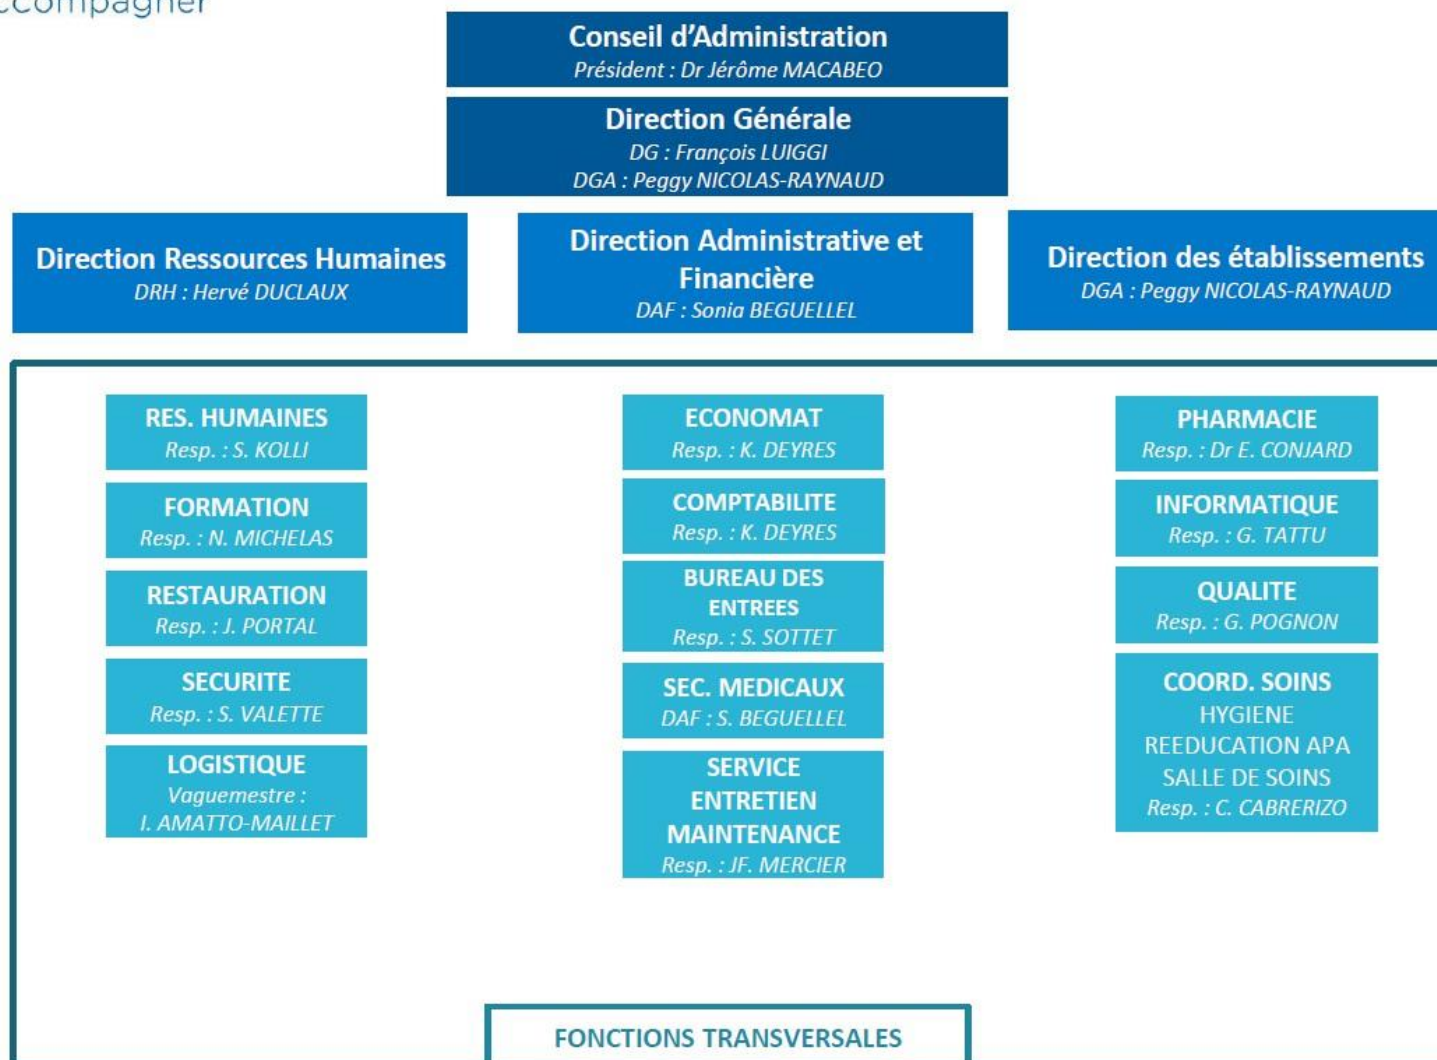 accompagner
Conseil d'Administration
Président : Dr Jérôme MACABEO
Direction Générale
DG : François LUIGGI
DGA : Peggy NICOLAS-RAYNAUD
Direction Ressources Humaines
DRH : Hervé DUCLAUX
Direction Administrative et
Financière
DAF : Sonia BEGUELLEL
Direction des établissements
DGA : Peggy NICOLAS-RAYNAUD
RES. HUMAINES
Resp. : S. KOLLI
FORMATION
Resp. : N. MICHELAS
RESTAURATION
Resp. : J. PORTAL
SECURITE
Resp. : S. VALETTE
LOGISTIQUE
Vaguemestre :
I. AMATTO-MAILLET
ECONOMAT
Resp. : K. DEYRES
COMPTABILITE
Resp. : K. DEYRES
BUREAU DES
ENTREES
Resp. : S. SOTTET
SEC. MEDICAUX
DAF : S. BEGUELLEL
SERVICE
ENTRETIEN
MAINTENANCE
Resp. : JF. MERCIER
PHARMACIE
Resp. : Dr E. CONJARD
INFORMATIQUE
Resp. : G. TATTU
QUALITE
Resp. : G. POGNON
COORD. SOINS
HYGIENE
REEDUCATION APA
SALLE DE SOINS
Resp. : C. CABRERIZO
FONCTIONS TRANSVERSALES